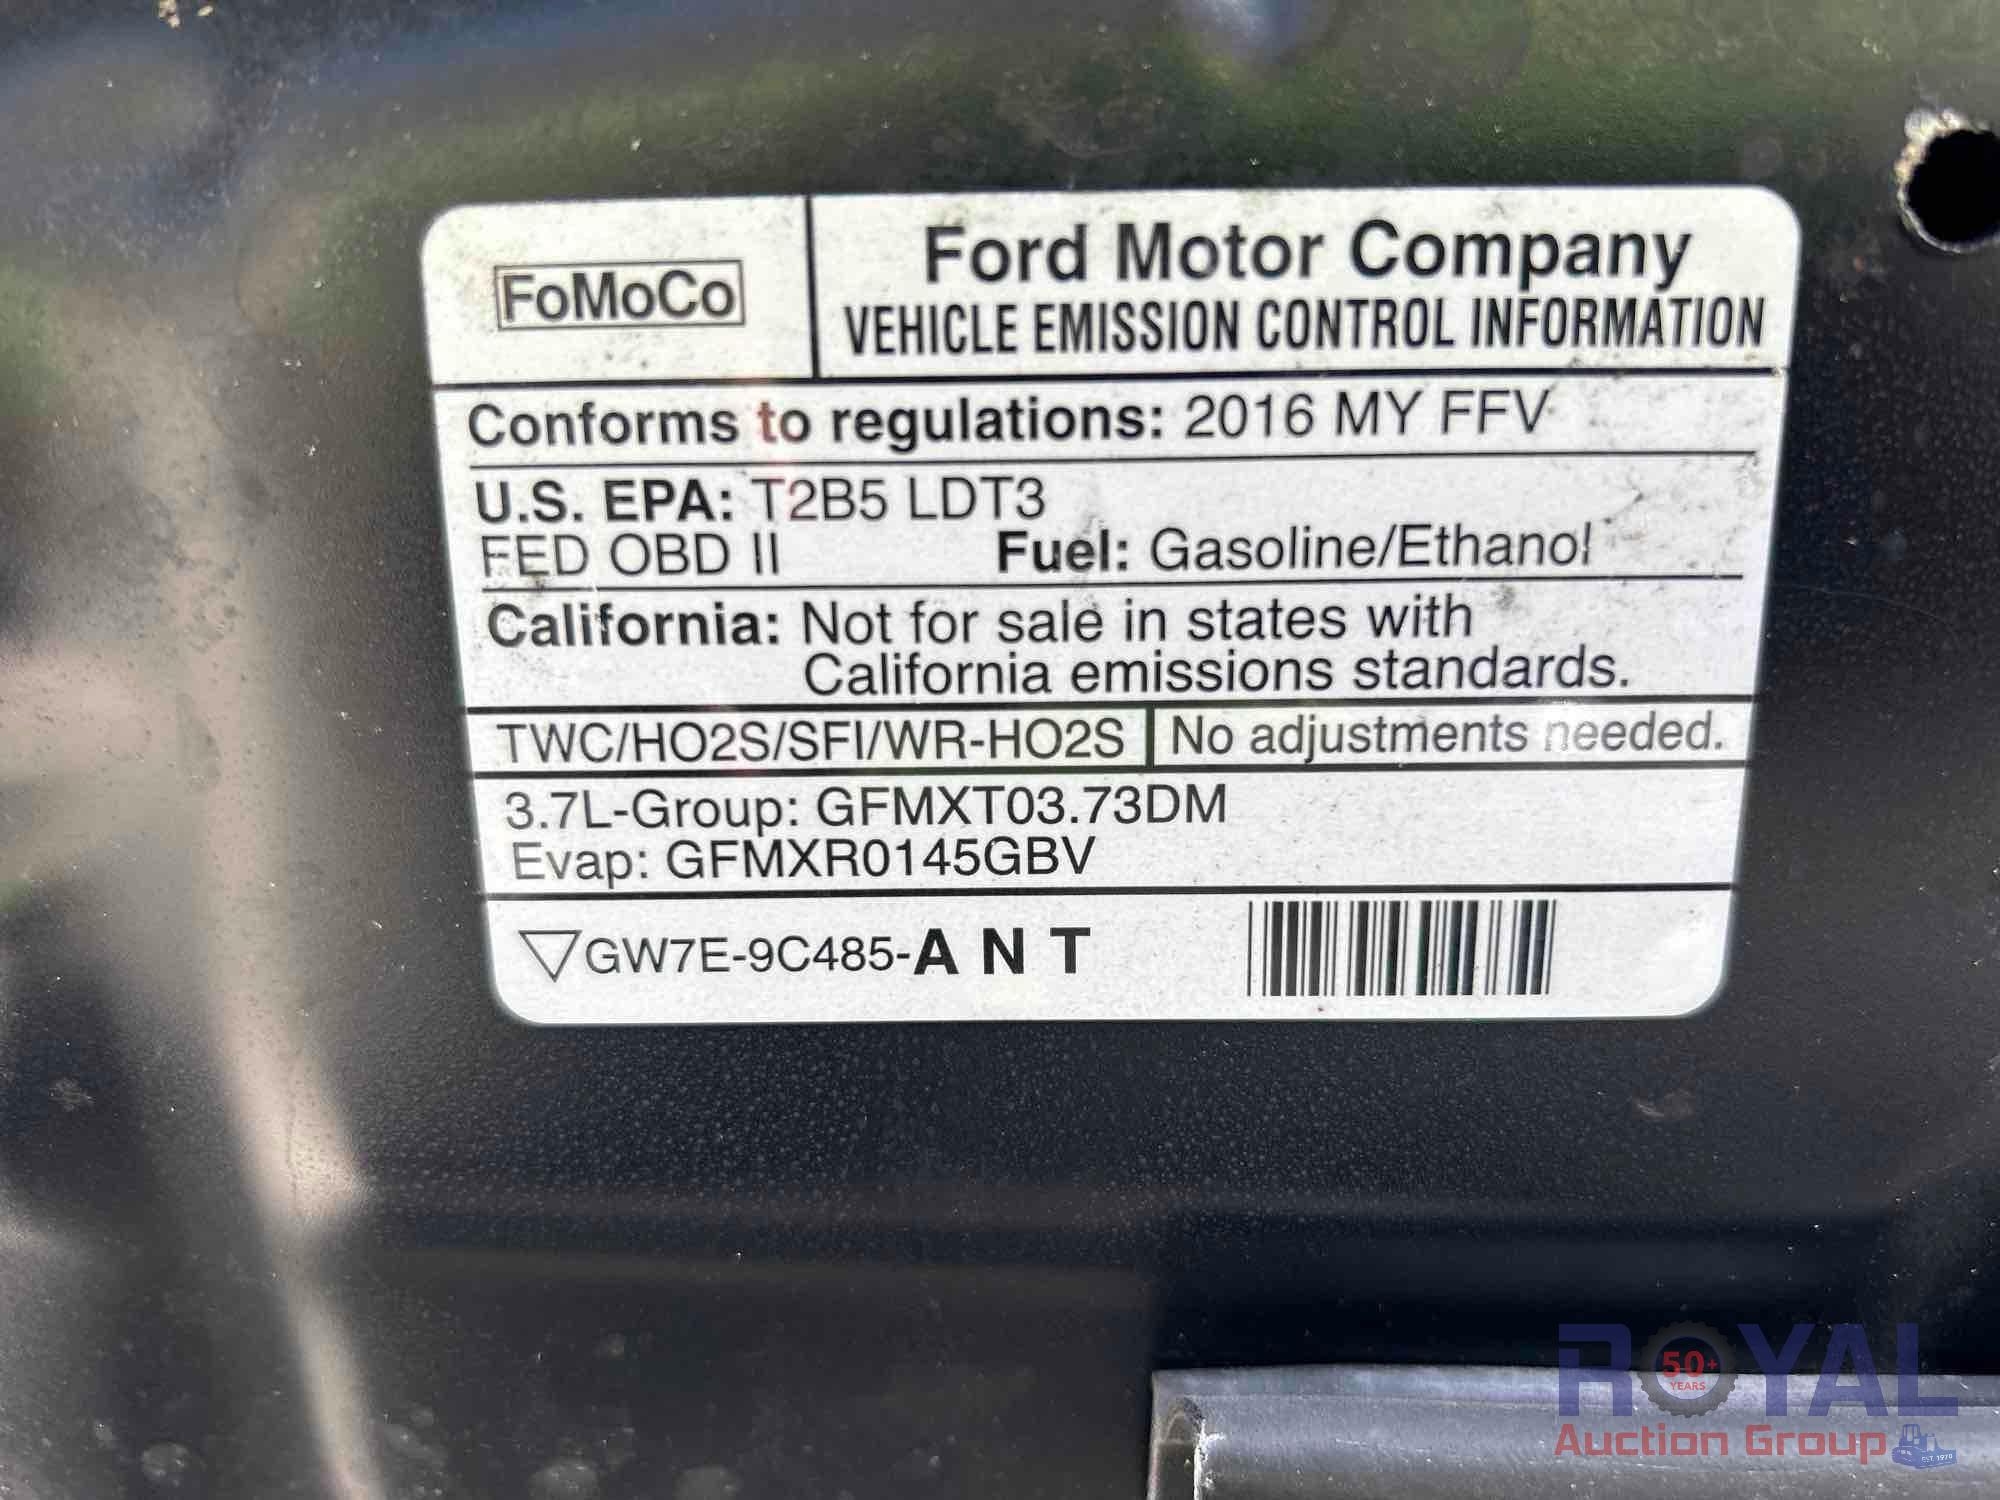 FoMoCo
Ford Motor Company
VEHICLE EMISSION CONTROL INFORMATION
Conforms to regulations: 2016 MY FFV
U.S. EPA: T2B5 LDT3
FED OBD II Fuel: Gasoline/Ethanol
California: Not for sale in states with
California emissions standards.
TWC/HO2S/SFI/WR-HO2S No adjustments needed.
3.7L-Group: GFMXT03.73DM
Evap: GFMXR0145GBV
GW7E-9C485-A N T
ROYAL
50+
YEARS
Auction Group
EST. 1970